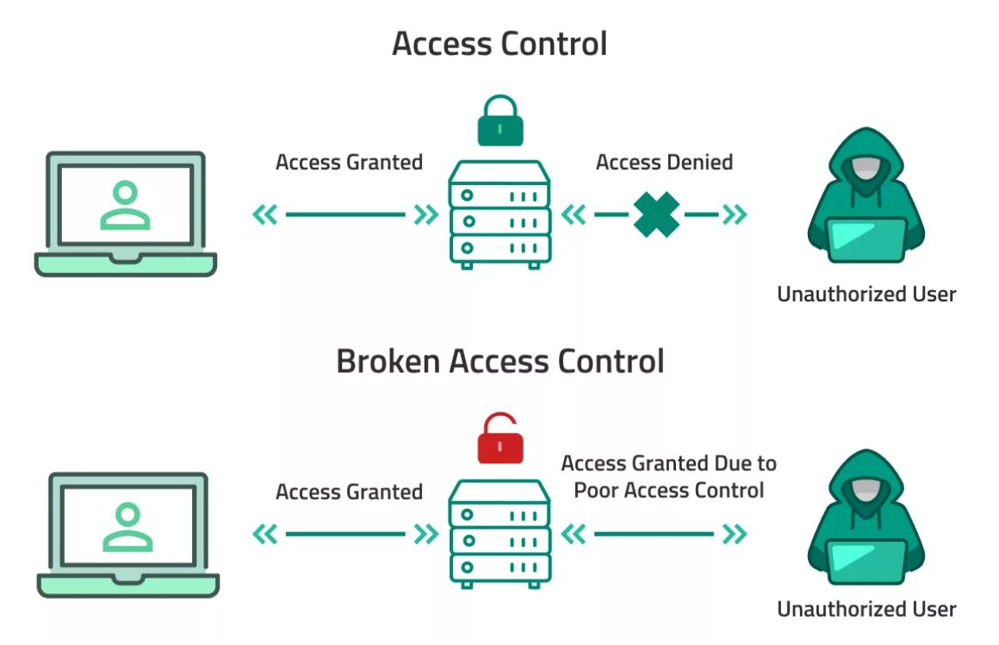 Access Control
Access Granted
Access Denied
Unauthorized User
Broken Access Control
Access Granted
Access Granted Due to
Poor Access Control
Unauthorized User